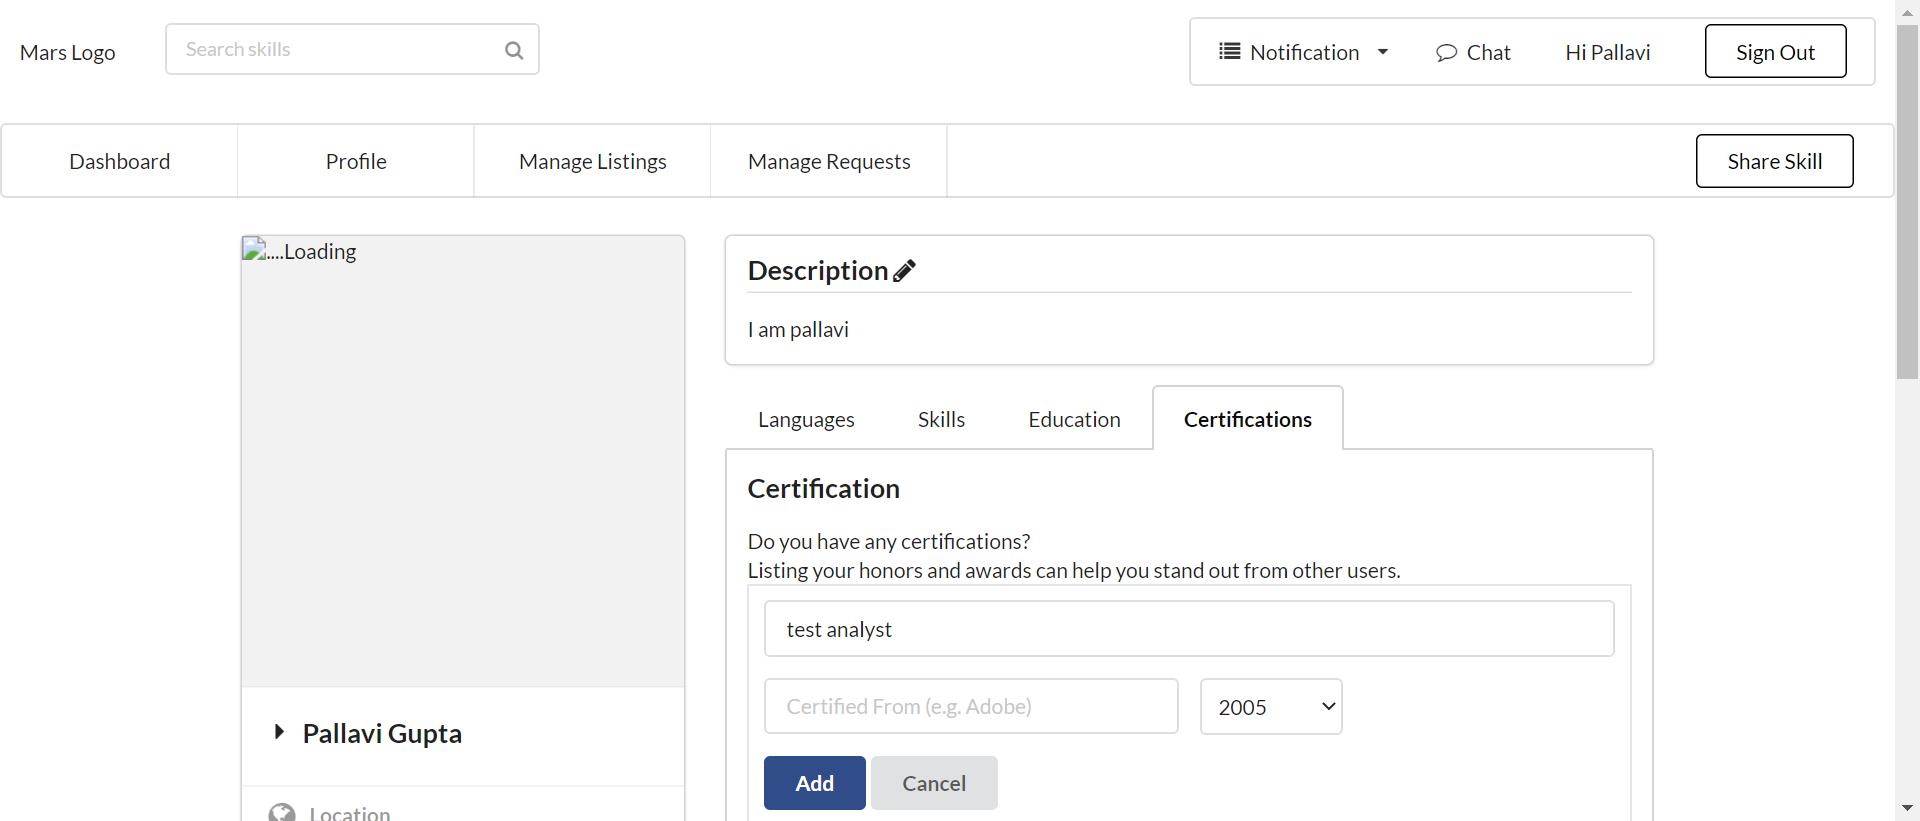 Mars Logo
Search skills
Notification
Chat
Hi Pallavi
Sign Out
Dashboard
Profile
Manage Listings
Manage Requests
Share Skill
....Loading
Pallavi Gupta
Location
Description
I am pallavi
Languages
Skills
Education
Certifications
Certification
Do you have any certifications?
Listing your honors and awards can help you stand out from other users.
test analyst
Certified From (e.g. Adobe)
2005
Add
Cancel